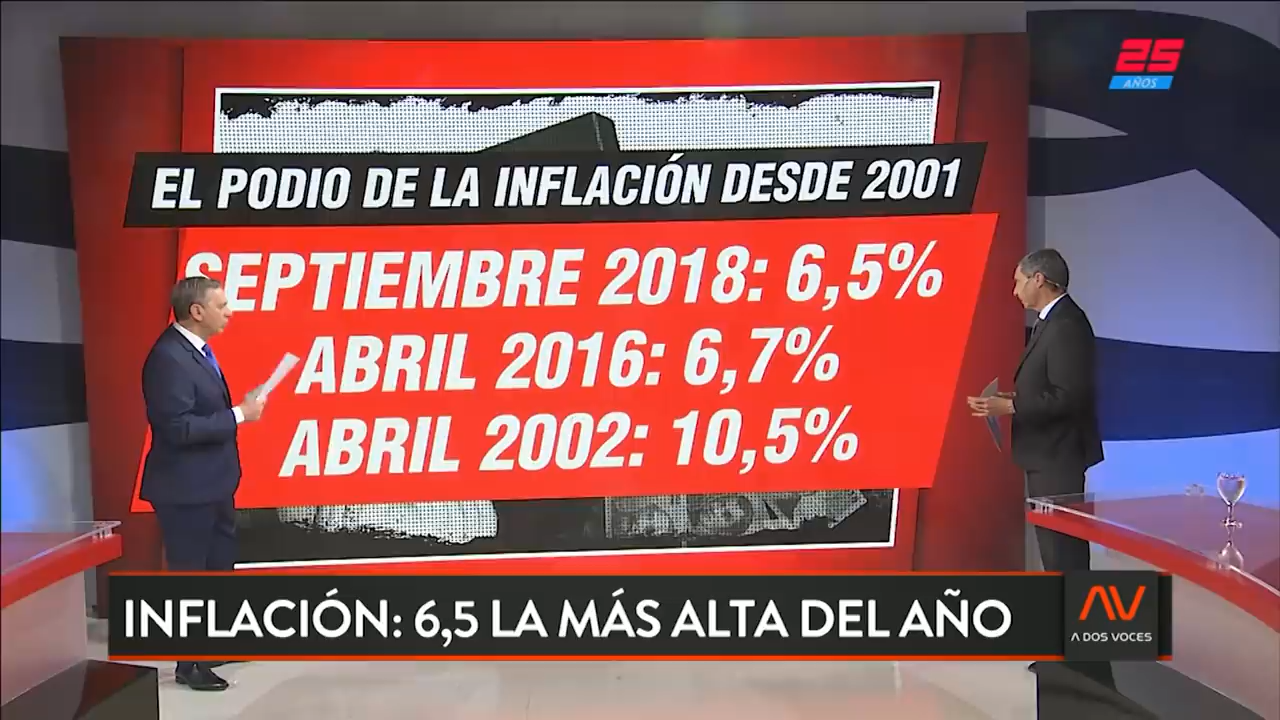 25
AÑOS
EL PODIO DE LA INFLACIÓN DESDE 2001
SEPTIEMBRE 2018: 6,5%
ABRIL 2016: 6,7%
ABRIL 2002: 10,5%
INFLACIÓN: 6,5 LA MÁS ALTA DEL AÑO
AV
A DOS VOCES